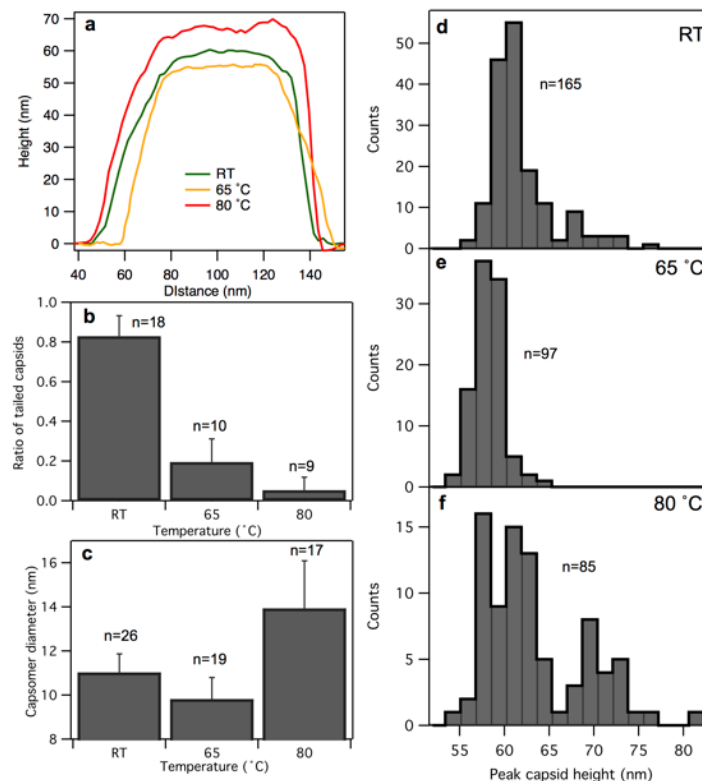 a
70
60
50
40
30
20
10
0
Height (nm)
RT
65 ˚C
80 ˚C
40 60 80 100 120 140
DIstance (nm)
b
1.0
0.8
0.6
0.4
0.2
0.0
Ratio of tailed capsids
n=18
n=10
n=9
RT 65 80
Temperature (˚C)
c
16
14
12
10
8
Capsomer diameter (nm)
n=26
n=19
n=17
RT 65 80
Temperature (˚C)
d
RT
50
40
30
20
10
0
Counts
n=165
e
65 ˚C
30
20
10
0
Counts
n=97
f
80 ˚C
15
10
5
0
Counts
n=85
55 60 65 70 75 80
Peak capsid height (nm)